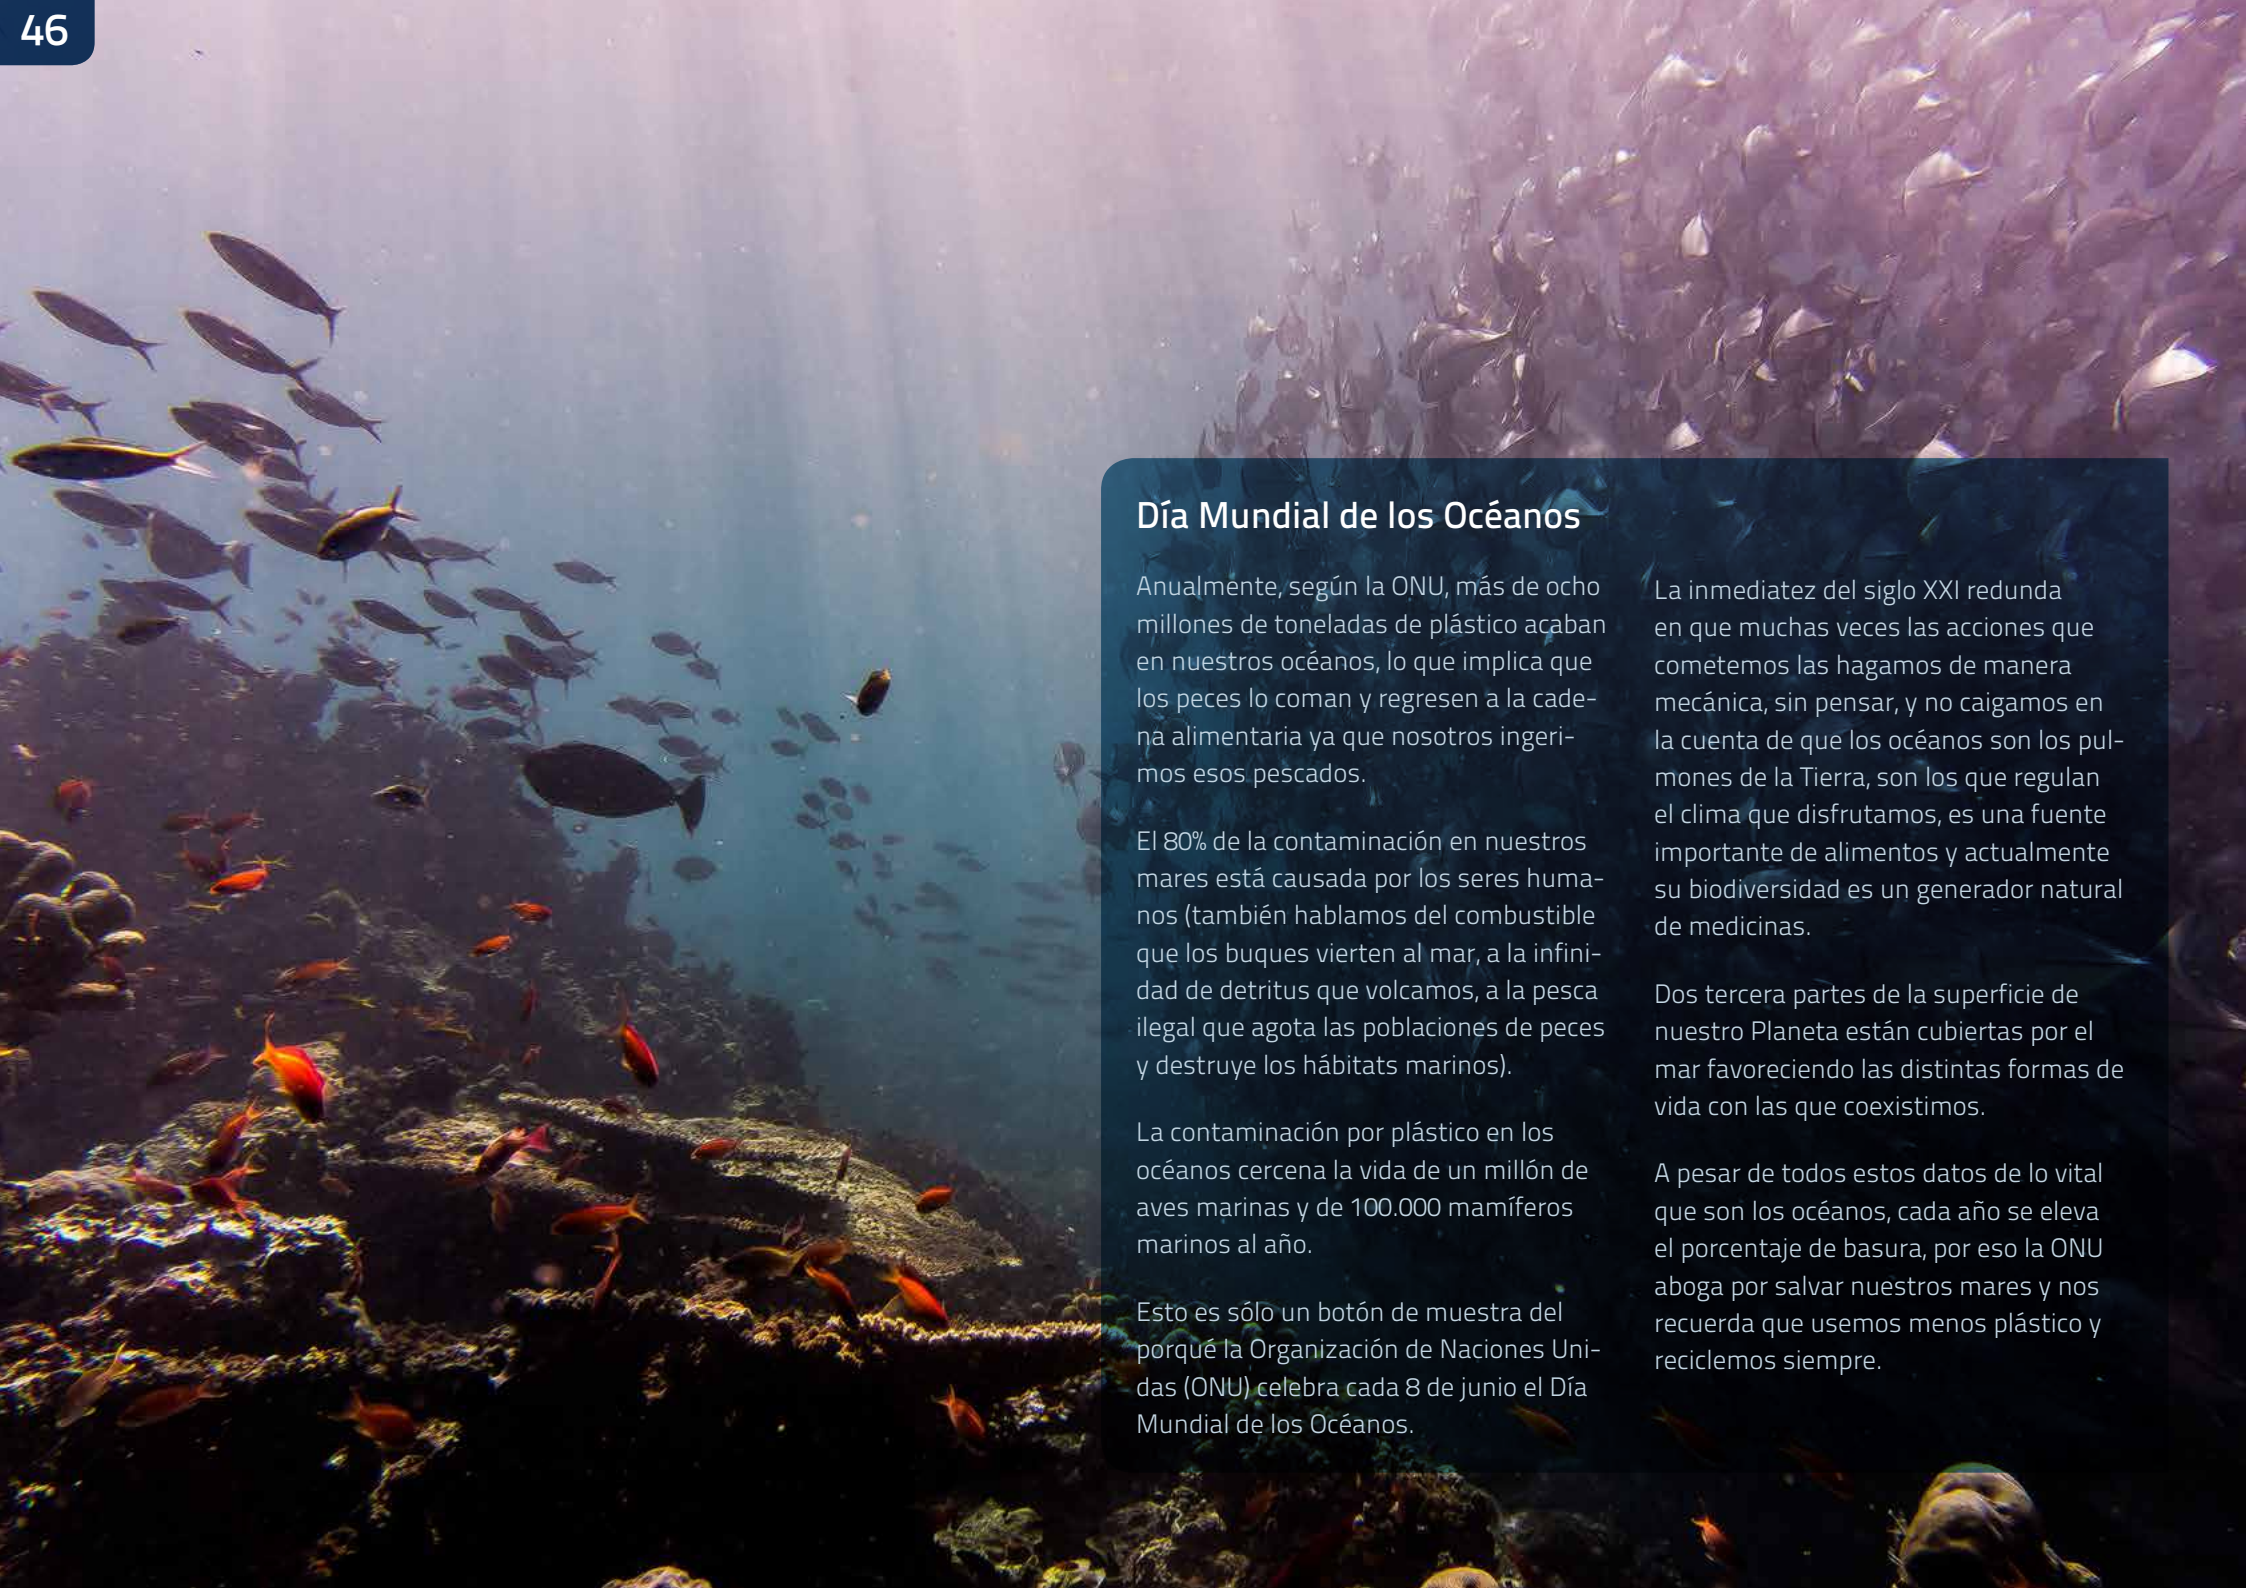 46
Día Mundial de los Océanos
Anualmente, según la ONU, más de ocho
millones de toneladas de plástico acaban
en nuestros océanos, lo que implica que
los peces lo coman y regresen a la cade-
na alimentaria ya que nosotros ingeri-
mos esos pescados.
El 80% de la contaminación en nuestros
mares está causada por los seres huma-
nos (también hablamos del combustible
que los buques vierten al mar, a la infini-
dad de detritus que volcamos, a la pesca
ilegal que agota las poblaciones de peces
y destruye los hábitats marinos).
La contaminación por plástico en los
océanos cercena la vida de un millón de
aves marinas y de 100.000 mamíferos
marinos al año.
Esto es sólo un botón de muestra del
porqué la Organización de Naciones Uni-
das (ONU) celebra cada 8 de junio el Día
Mundial de los Océanos.
La inmediatez del siglo XXI redunda
en que muchas veces las acciones que
cometemos las hagamos de manera
mecánica, sin pensar, y no caigamos en
la cuenta de que los océanos son los pul-
mones de la Tierra, son los que regulan
el clima que disfrutamos, es una fuente
importante de alimentos y actualmente
su biodiversidad es un generador natural
de medicinas.
Dos tercera partes de la superficie de
nuestro Planeta están cubiertas por el
mar favoreciendo las distintas formas de
vida con las que coexistimos.
A pesar de todos estos datos de lo vital
que son los océanos, cada año se eleva
el porcentaje de basura, por eso la ONU
aboga por salvar nuestros mares y nos
recuerda que usemos menos plástico y
reciclemos siempre.